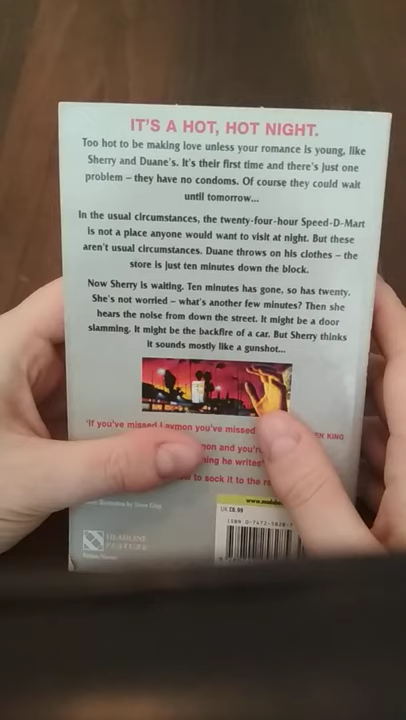 IT'S A HOT, HOT NIGHT.
Too hot to be making love unless your romance is young, like
Sherry and Duane's. It's their first time and there's just one
problem – they have no condoms. Of course they could wait
until tomorrow...
In the usual circumstances, the twenty-four-hour Speed-D-Mart
is not a place anyone would want to visit at night. But these
aren't usual circumstances. Duane throws on his clothes – the
store is just ten minutes down the block.
Now Sherry is waiting. Ten minutes has gone, so has twenty.
She's not worried – what's another few minutes? Then she
hears the noise from down the street. It might be a door
slamming. It might be the backfire of a car. But Sherry thinks
it sounds mostly like a gunshot...
'If you've missed Laymon you've missed
KING
and
he writes'
to sock it to the
UK £6.99
HEADLINE
FEATURE